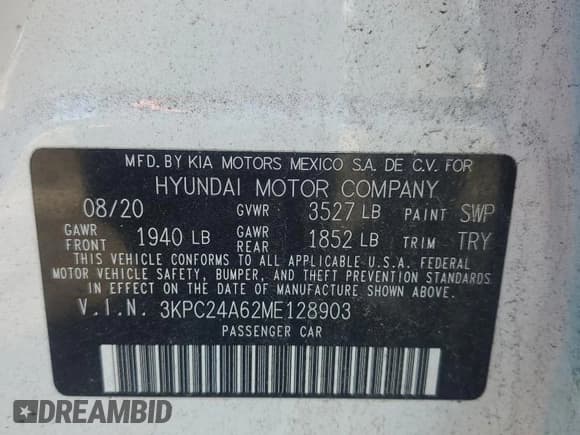 MFD. BY KIA MOTORS MEXICO S.A. DE C.V. FOR
HYUNDAI MOTOR COMPANY
08/20 GVWR 3527 LB PAINT SWP
GAWR FRONT 1940 LB GAWR REAR 1852 LB TRIM TRY
THIS VEHICLE CONFORMS TO ALL APPLICABLE U.S.A. FEDERAL
MOTOR VEHICLE SAFETY, BUMPER, AND THEFT PREVENTION STANDARDS
IN EFFECT ON THE DATE OF MANUFACTURE SHOWN ABOVE.
V.I.N. 3KPC24A62ME128903
PASSENGER CAR
DREAMBID